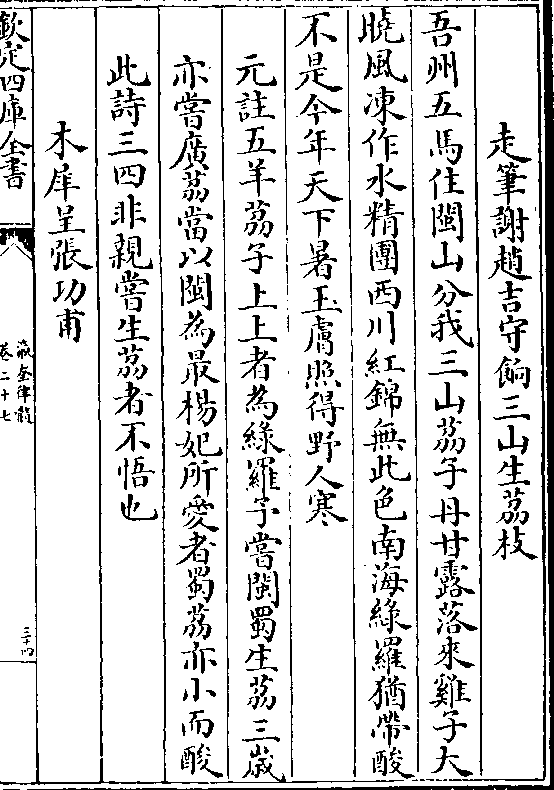 走筆謝趙吉守餉三山生荔枝
吾州五馬住閩山分我三山荔子丹甘露落來雞子大
曉風凍作水精團西川紅錦無此色南海綠羅猶帶酸
不是今年天下暑玉膚照得野人寒
元註五羊荔子上上者為綠羅予嘗閩蜀生荔三歲
亦嘗廣荔當以閩為最楊妃所愛者蜀荔亦小而酸
此詩三四非親嘗生荔者不悟也
木犀呈張功甫
欽定四庫全書
瀛奎律髓
卷二十七
三十四